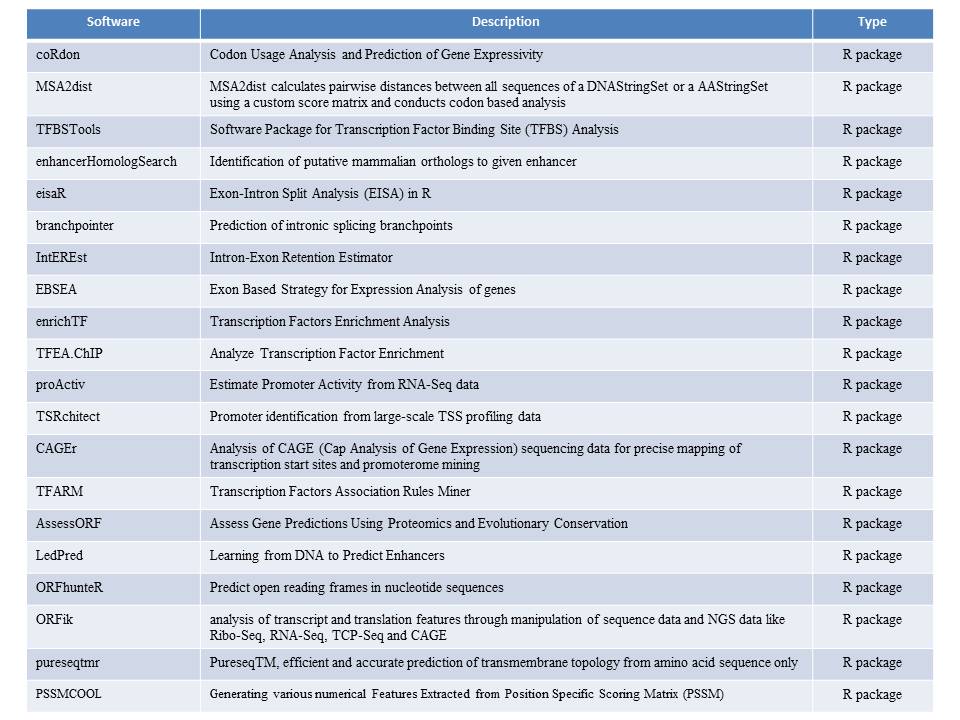 Software Description Type
coRdon Codon Usage Analysis and Prediction of Gene Expressivity R package
MSA2dist MSA2dist calculates pairwise distances between all sequences of a DNAStringSet or a AAStringSet R package
using a custom score matrix and conducts codon based analysis
TFBSTools Software Package for Transcription Factor Binding Site (TFBS) Analysis R package
enhancerHomologSearch Identification of putative mammalian orthologs to given enhancer R package
eisaR Exon-Intron Split Analysis (EISA) in R R package
branchpointer Prediction of intronic splicing branchpoints R package
IntEREst Intron-Exon Retention Estimator R package
EBSEA Exon Based Strategy for Expression Analysis of genes R package
enrichTF Transcription Factors Enrichment Analysis R package
TFEA.ChIP Analyze Transcription Factor Enrichment R package
proActiv Estimate Promoter Activity from RNA-Seq data R package
TSRchitect Promoter identification from large-scale TSS profiling data R package
CAGEr Analysis of CAGE (Cap Analysis of Gene Expression) sequencing data for precise mapping of R package
transcription start sites and promoterome mining
TFARM Transcription Factors Association Rules Miner R package
AssessORF Assess Gene Predictions Using Proteomics and Evolutionary Conservation R package
LedPred Learning from DNA to Predict Enhancers R package
ORFhunteR Predict open reading frames in nucleotide sequences R package
ORFik analysis of transcript and translation features through manipulation of sequence data and NGS data like R package
Ribo-Seq, RNA-Seq, TCP-Seq and CAGE
pureseqtmr PureseqTM, efficient and accurate prediction of transmembrane topology from amino acid sequence only R package
PSSMCOOL Generating various numerical Features Extracted from Position Specific Scoring Matrix (PSSM) R package